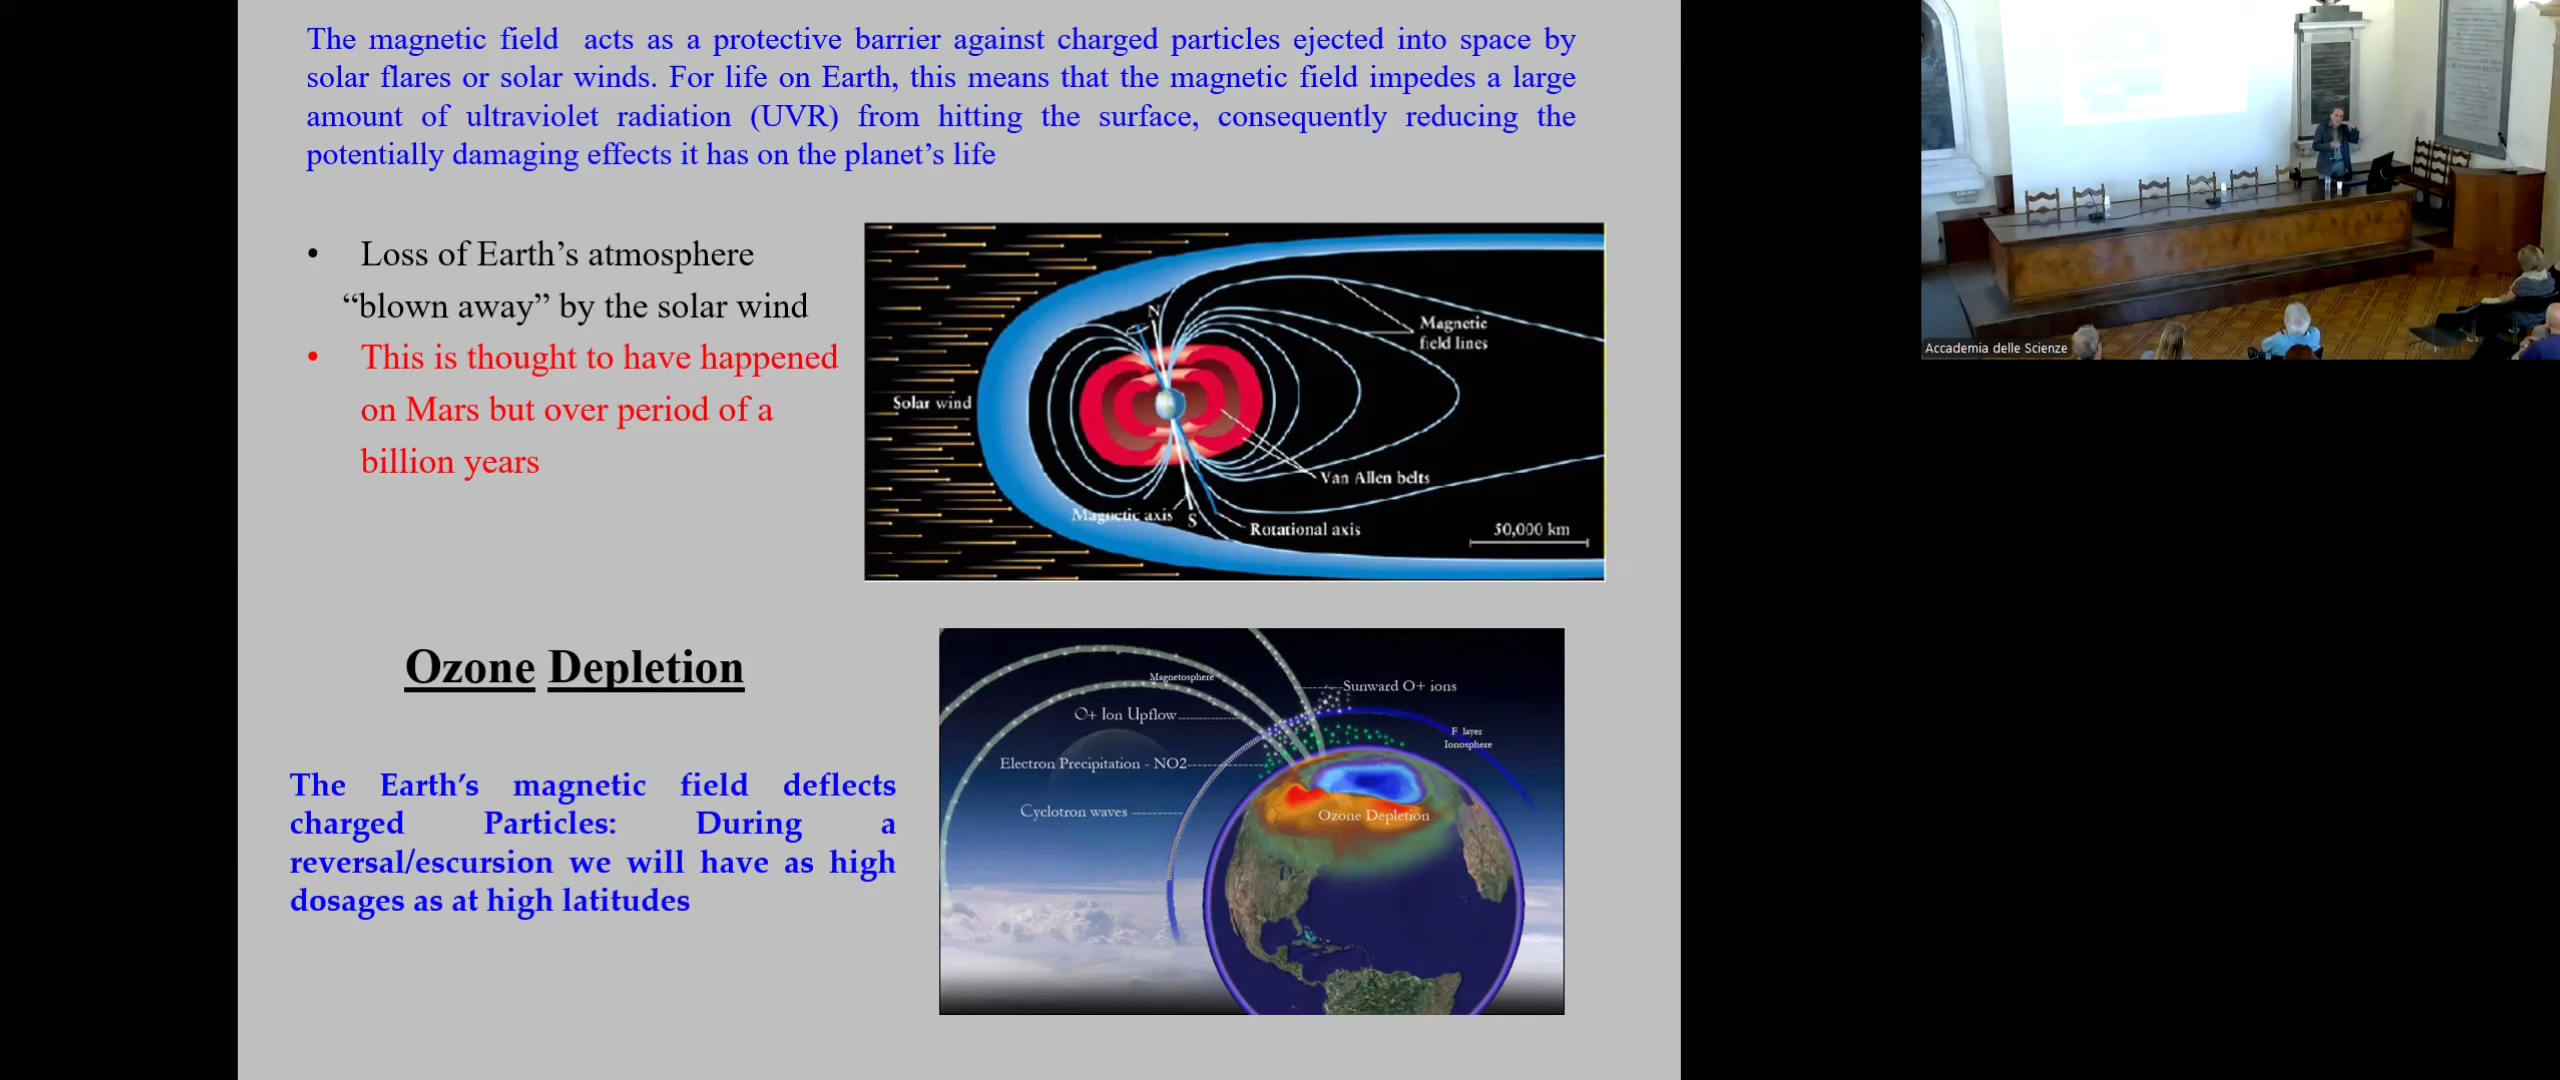 The magnetic field acts as a protective barrier against charged particles ejected into space by
solar flares or solar winds. For life on Earth, this means that the magnetic field impedes a large
amount of ultraviolet radiation (UVR) from hitting the surface, consequently reducing the
potentially damaging effects it has on the planet’s life
• Loss of Earth’s atmosphere
“blown away” by the solar wind
• This is thought to have happened
on Mars but over period of a
billion years
N
Magnetic
field lines
Solar wind
Van Allen belts
Magnetic axis
S
Rotational axis
50,000 km
Ozone Depletion
The Earth’s magnetic field deflects
charged Particles: During a
reversal/escursion we will have as high
dosages as at high latitudes
Magnetosphere
Sunward O+ ions
O+ Ion Upflow
F layer
Ionosphere
Electron Precipitation - NO2
Cyclotron waves
Ozone Depletion
Accademia delle Scienze